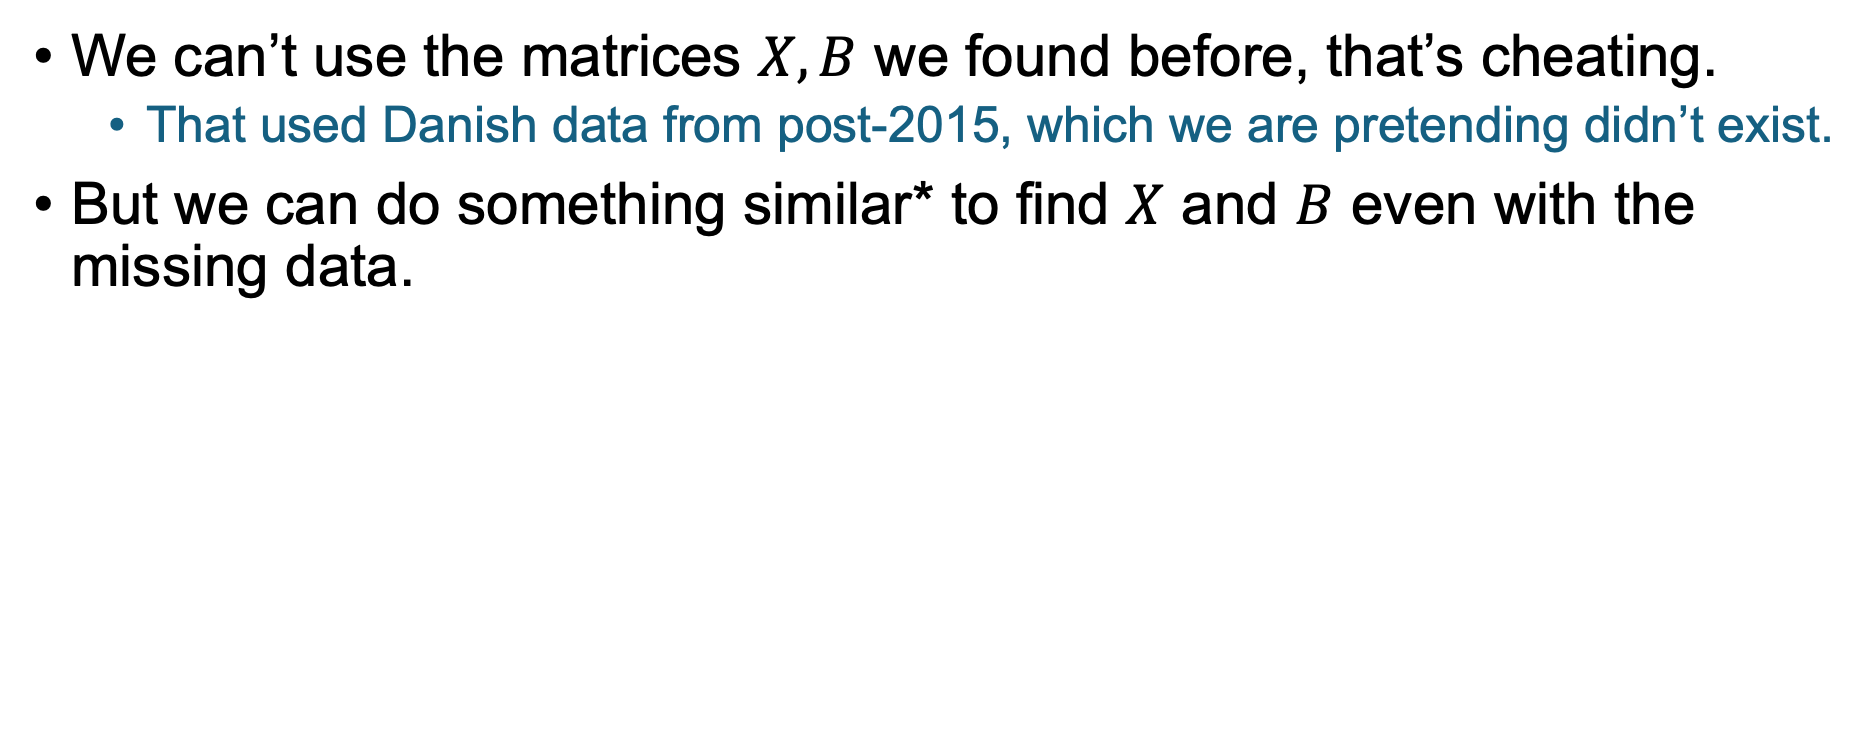 • We can’t use the matrices X, B we found before, that’s cheating.
• That used Danish data from post-2015, which we are pretending didn’t exist.
• But we can do something similar* to find X and B even with the
missing data.